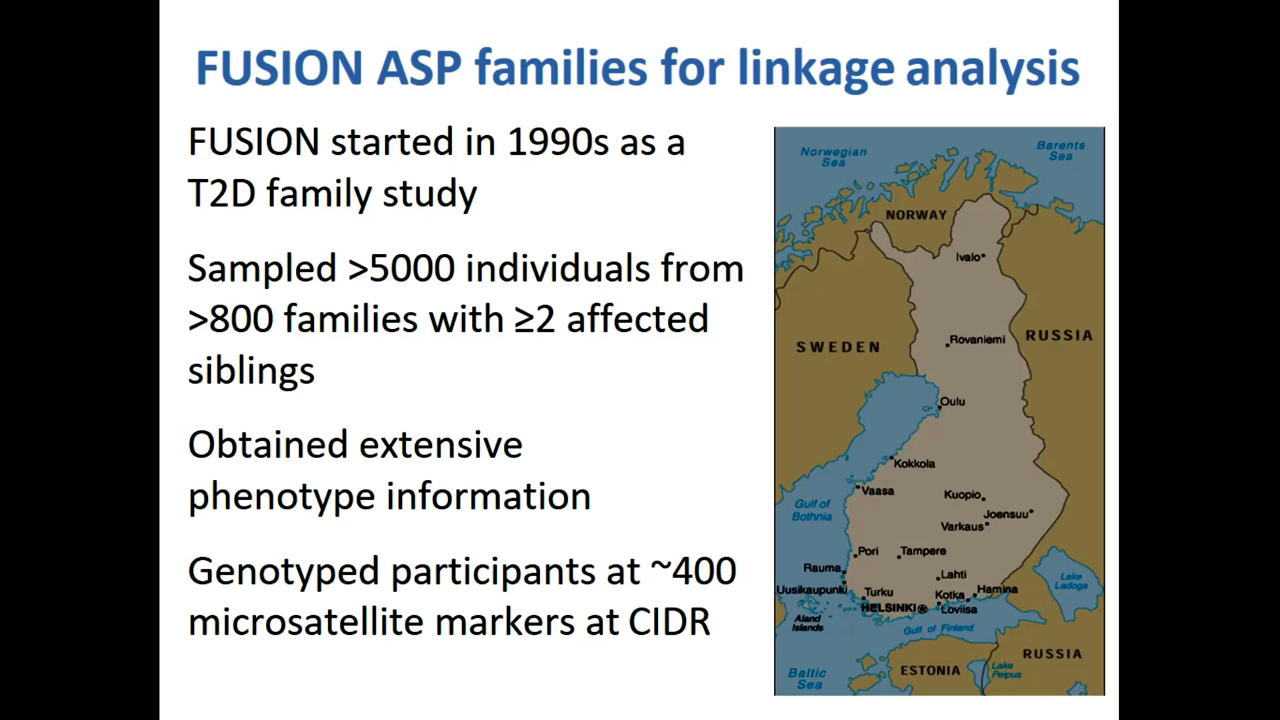 FUSION ASP families for linkage analysis
FUSION started in 1990s as a
T2D family study
Sampled >5000 individuals from
>800 families with ≥2 affected
siblings
Obtained extensive
phenotype information
Genotyped participants at ~400
microsatellite markers at CIDR
Norwegian
Sea
Barents
Sea
NORWAY
Ivalo
SWEDEN
Rovaniemi
RUSSIA
Oulu
Kokkola
Vaasa
Kuopio
Gulf of
Bothnia
Joensuu
Varkaus
Pori
Tampere
Rauma
Lahti
Lake
Ladoga
Uusikaupunki
Turku
Kotka
Hamina
HELSINKI
Loviisa
Aland
Islands
Gulf of Finland
RUSSIA
Baltic
Sea
ESTONIA
Lake
Peipus